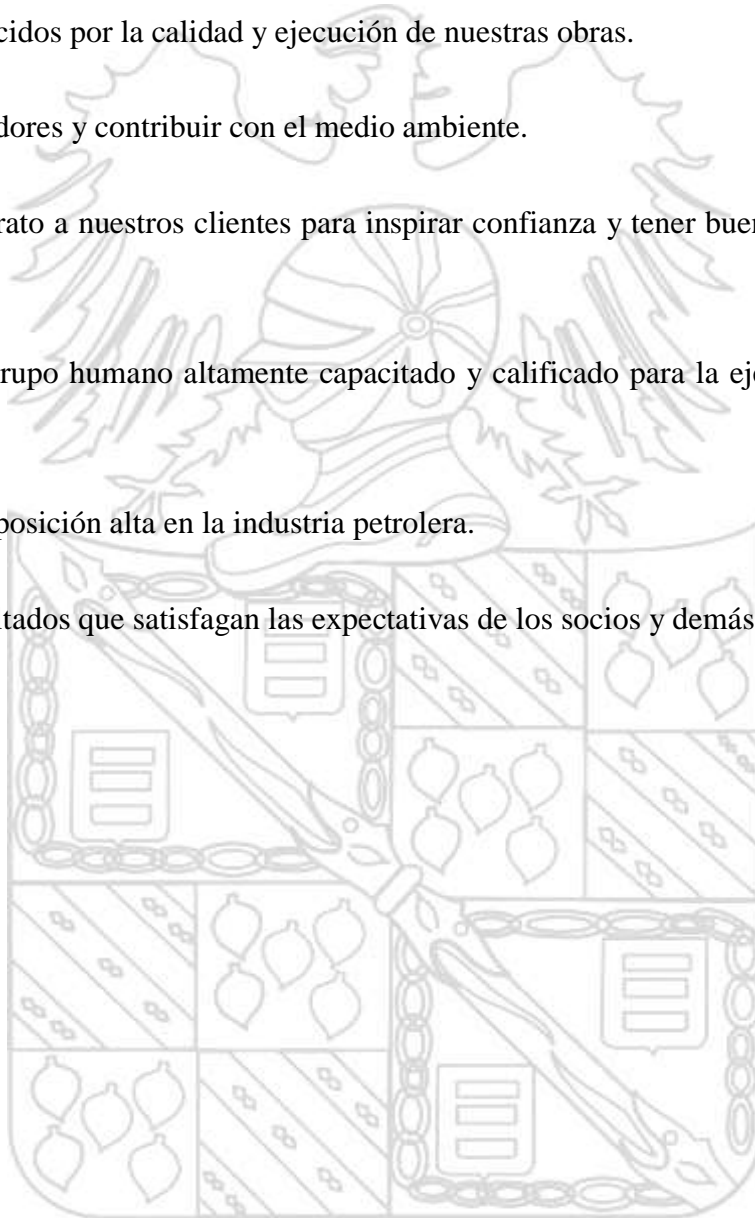 cidos por la calidad y ejecución de nuestras obras.
dores y contribuir con el medio ambiente.
rato a nuestros clientes para inspirar confianza y tener buen
rupo humano altamente capacitado y calificado para la eje
posición alta en la industria petrolera.
ltados que satisfagan las expectativas de los socios y demás